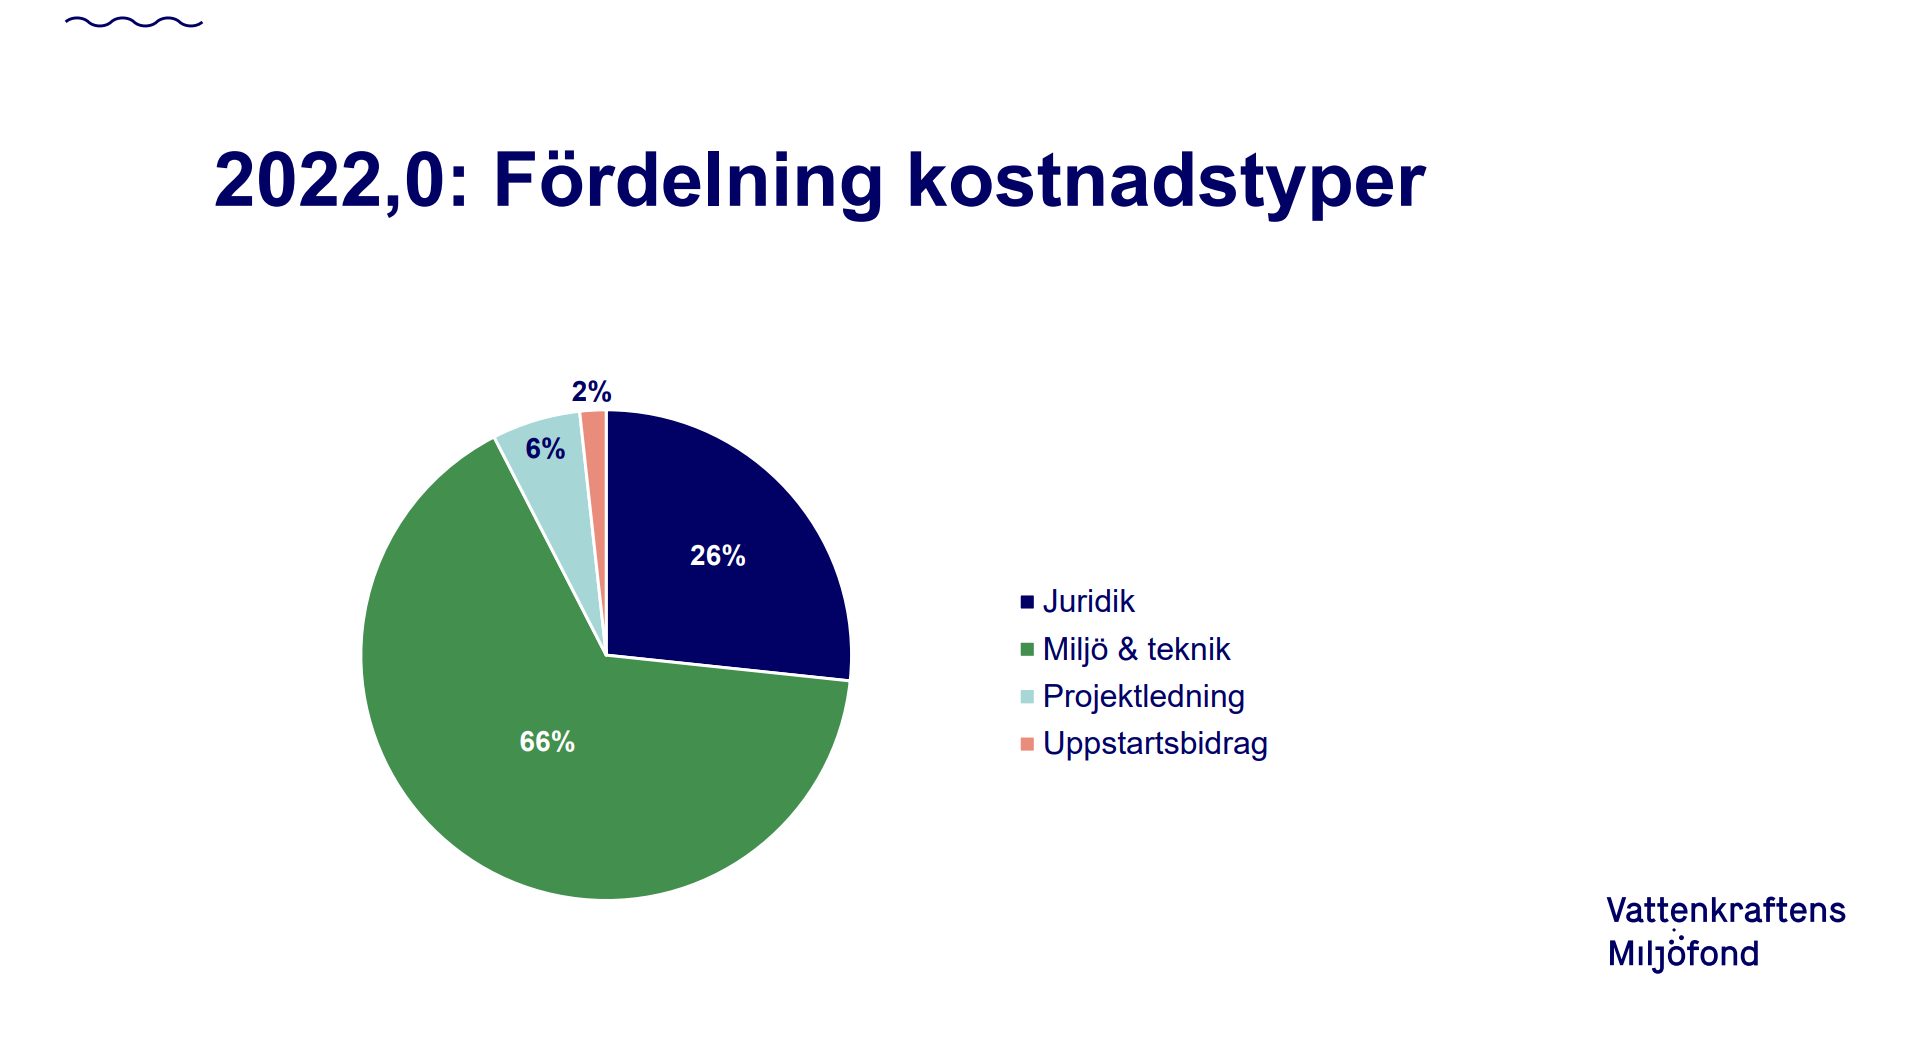 2022,0: Fördelning kostnadstyper
2%
6%
26%
66%
Juridik
Miljö & teknik
Projektledning
Uppstartsbidrag
Vattenkraftens
Miljöfond